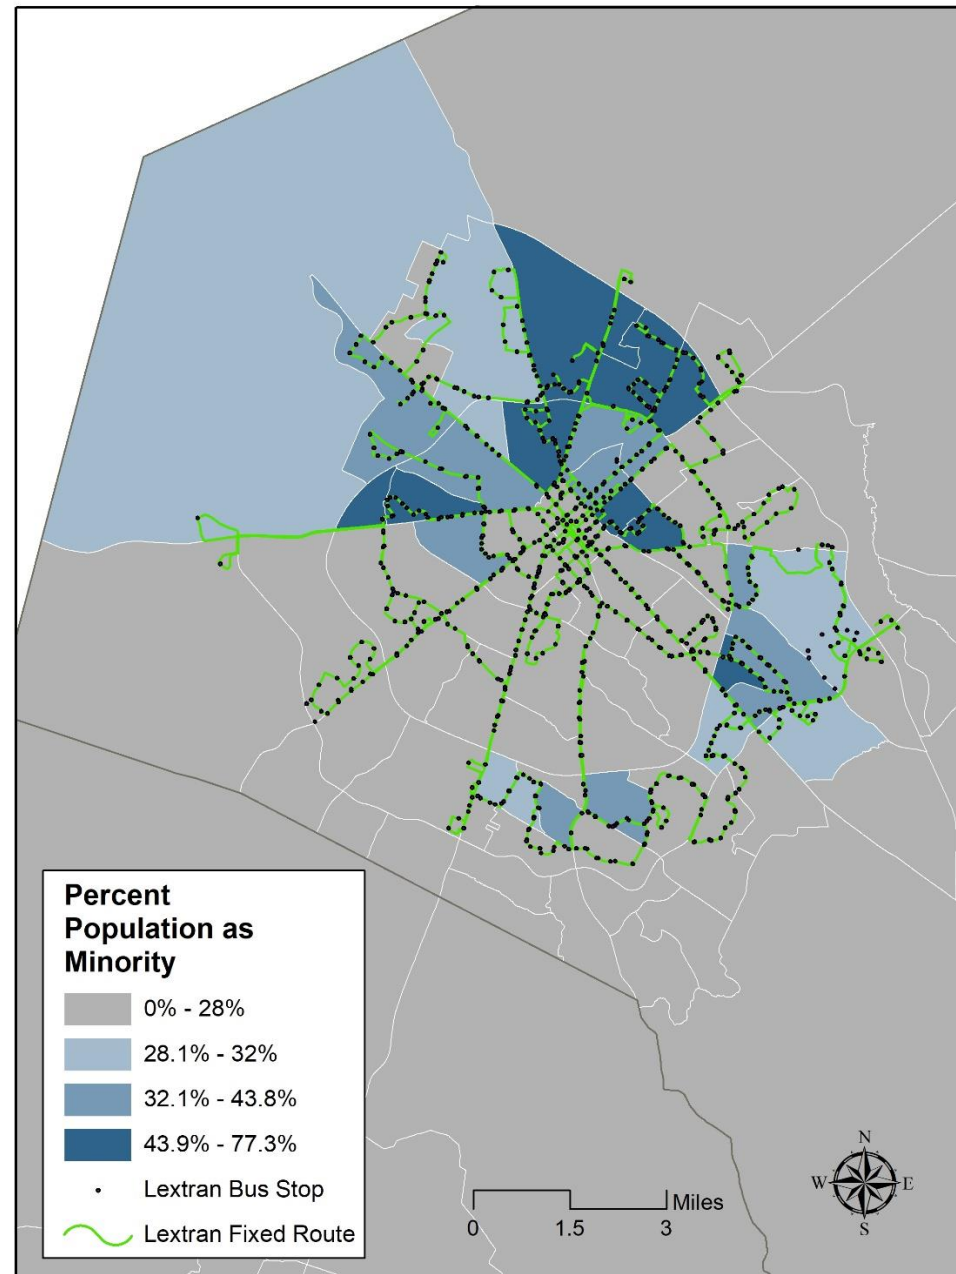 Percent
Population as
Minority
0% - 28%
28.1% - 32%
32.1% - 43.8%
43.9% - 77.3%
Lextran Bus Stop
Lextran Fixed Route
Miles
0 1.5 3
N
W E
S